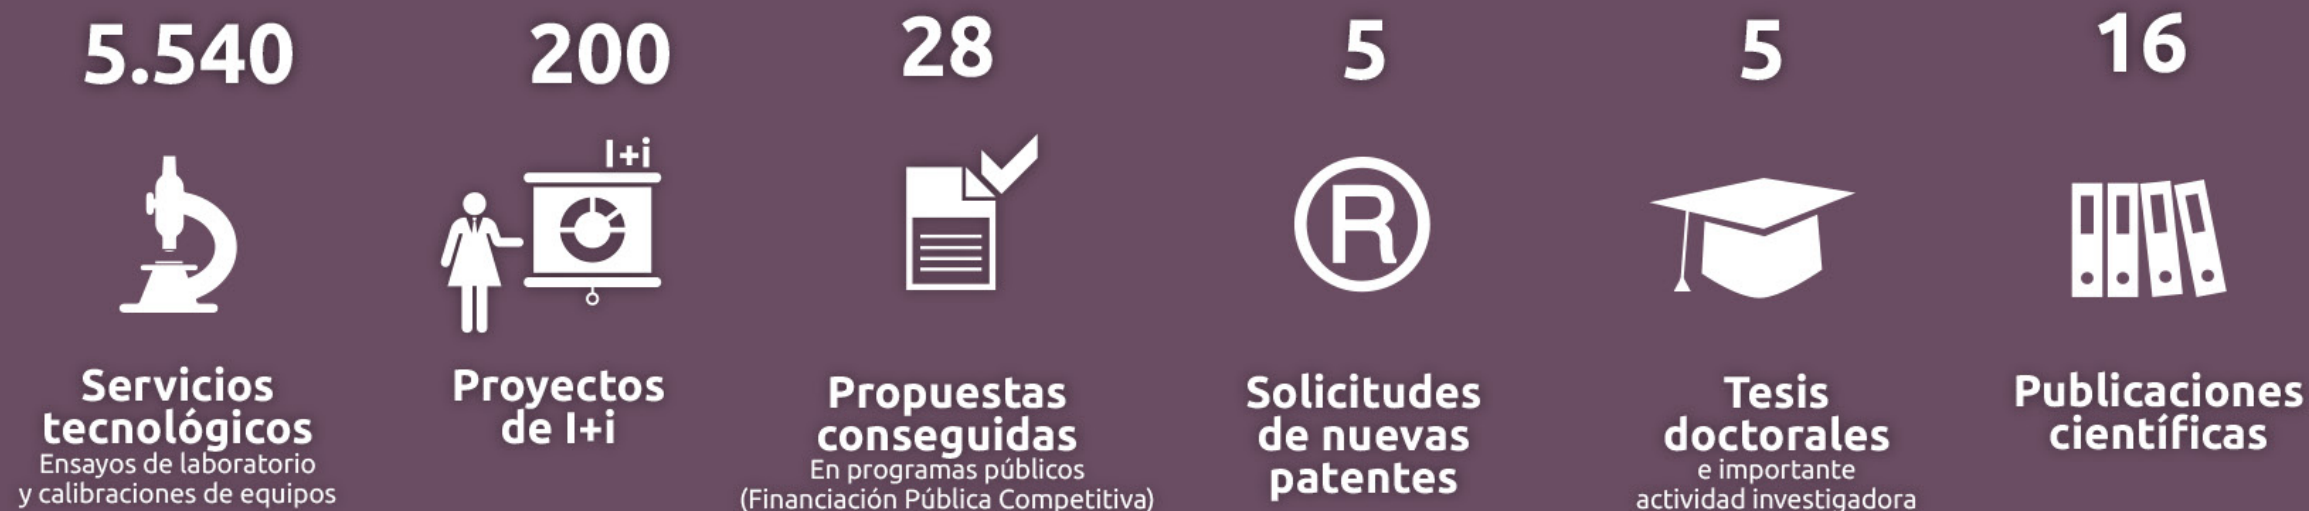 5.540
Servicios
tecnológicos
Ensayos de laboratorio
y calibraciones de equipos
200
I+i
Proyectos
de I+i
28
Propuestas
conseguidas
En programas públicos
(Financiación Pública Competitiva)
5
R
Solicitudes
de nuevas
patentes
5
Tesis
doctorales
e importante
actividad investigadora
16
Publicaciones
científicas